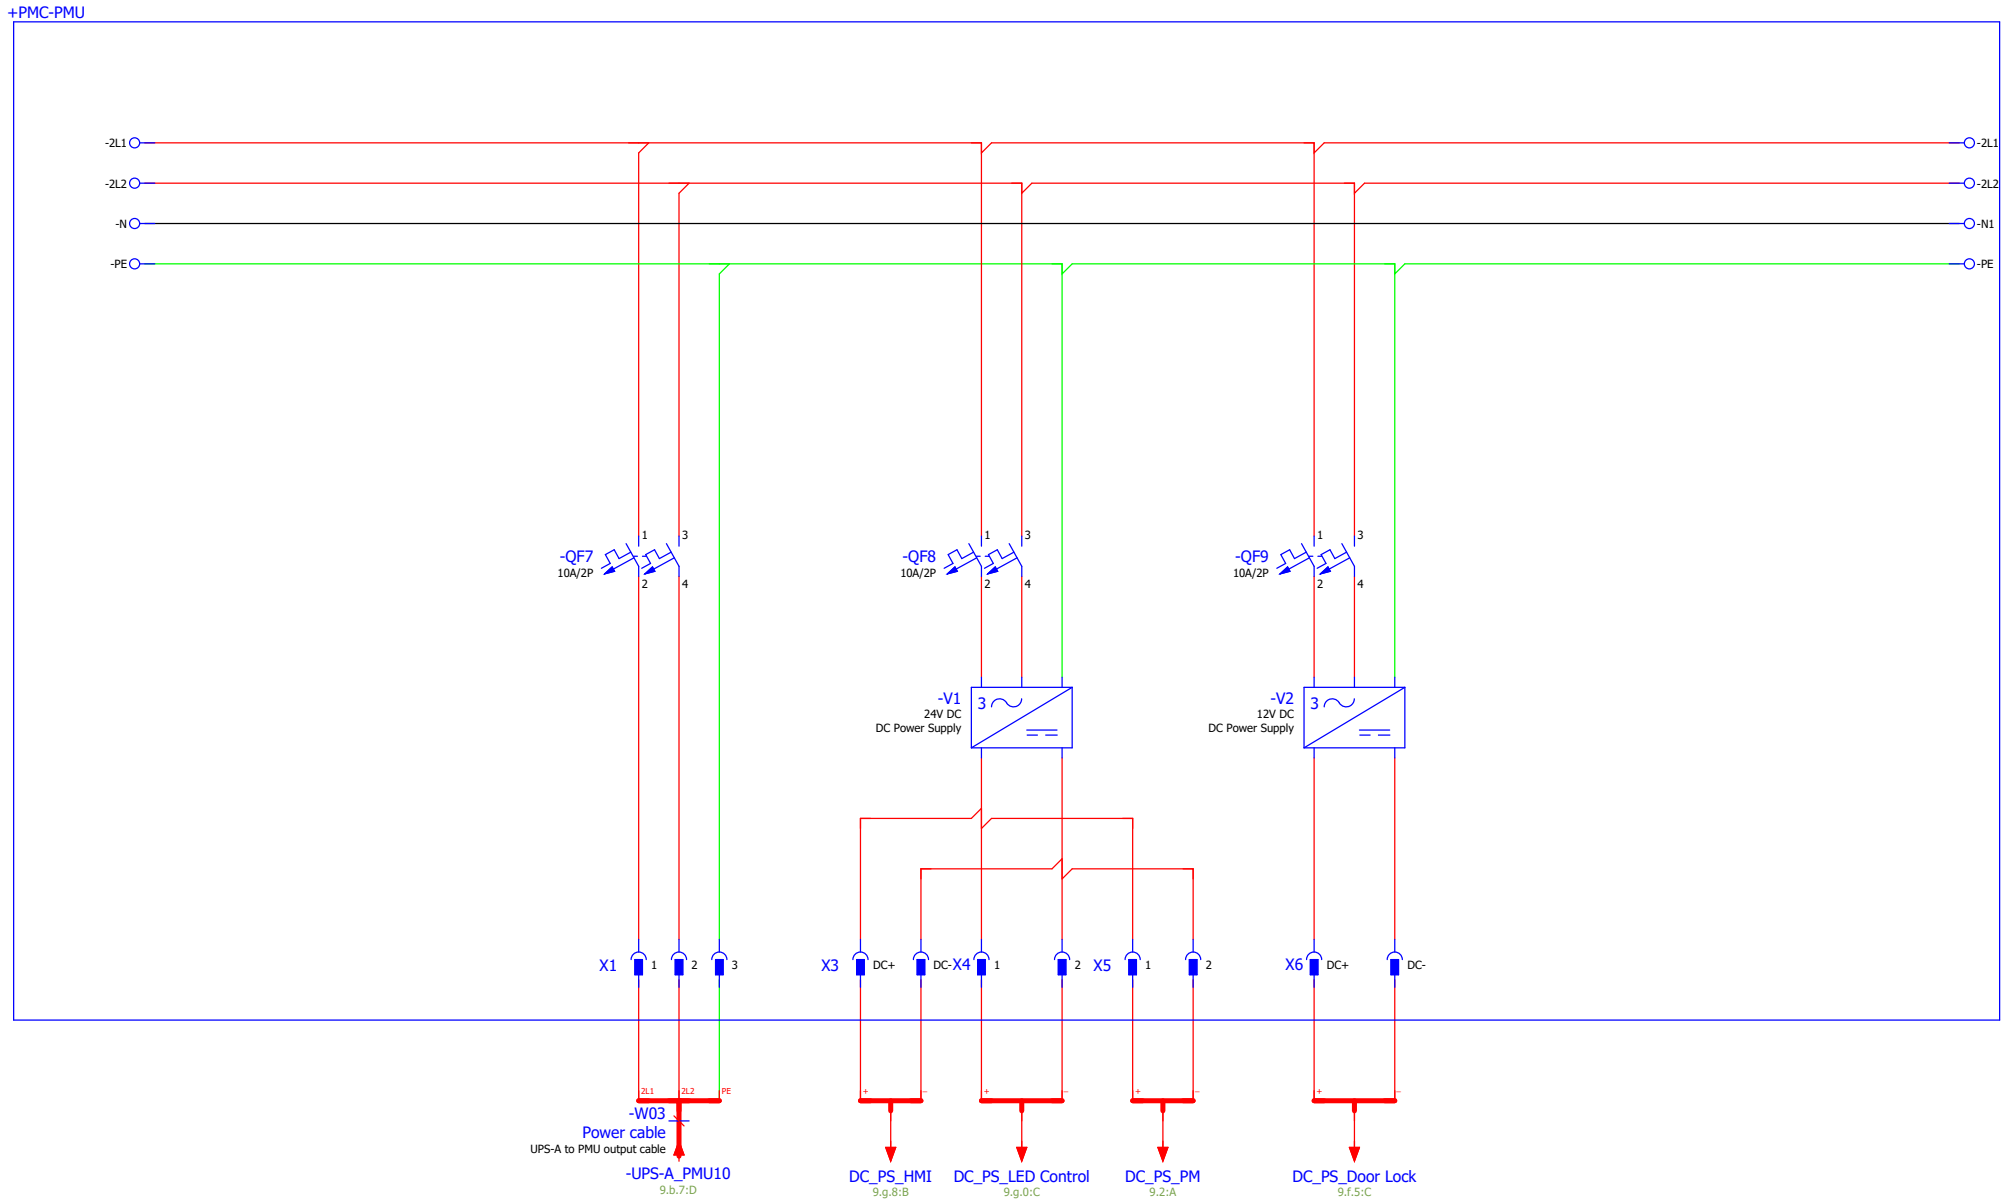 +PMC-PMU
-2L1 -2L1
-2L2 -2L2
-N -N1
-PE -PE
1 3 1 3 1 3
-QF7 -QF8 -QF9
10A/2P 10A/2P 10A/2P
2 4 2 4 2 4
-V1 3 -V2 3
24V DC 12V DC
DC Power Supply DC Power Supply
X1 1 2 3 X3 DC+ DC- X4 1 2 X5 1 2 X6 DC+ DC-
2L1 2L2 PE + - + - + - + -
-W03
Power cable
UPS-A to PMU output cable
-UPS-A_PMU10 DC_PS_HMI DC_PS_LED Control DC_PS_PM DC_PS_Door Lock
9.b.7:D 9.g.8:B 9.g.0:C 9.2:A 9.f.5:C